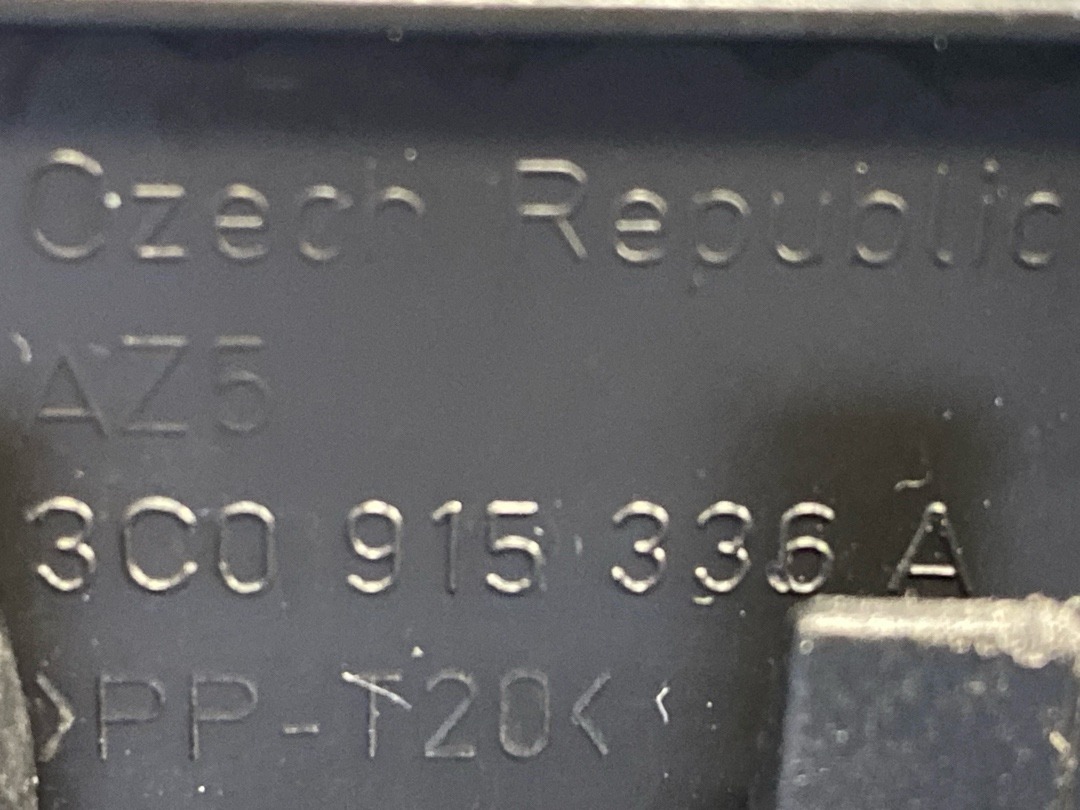 Czech Republic
AZ5
3C0 915 336 A
>PP-T20<